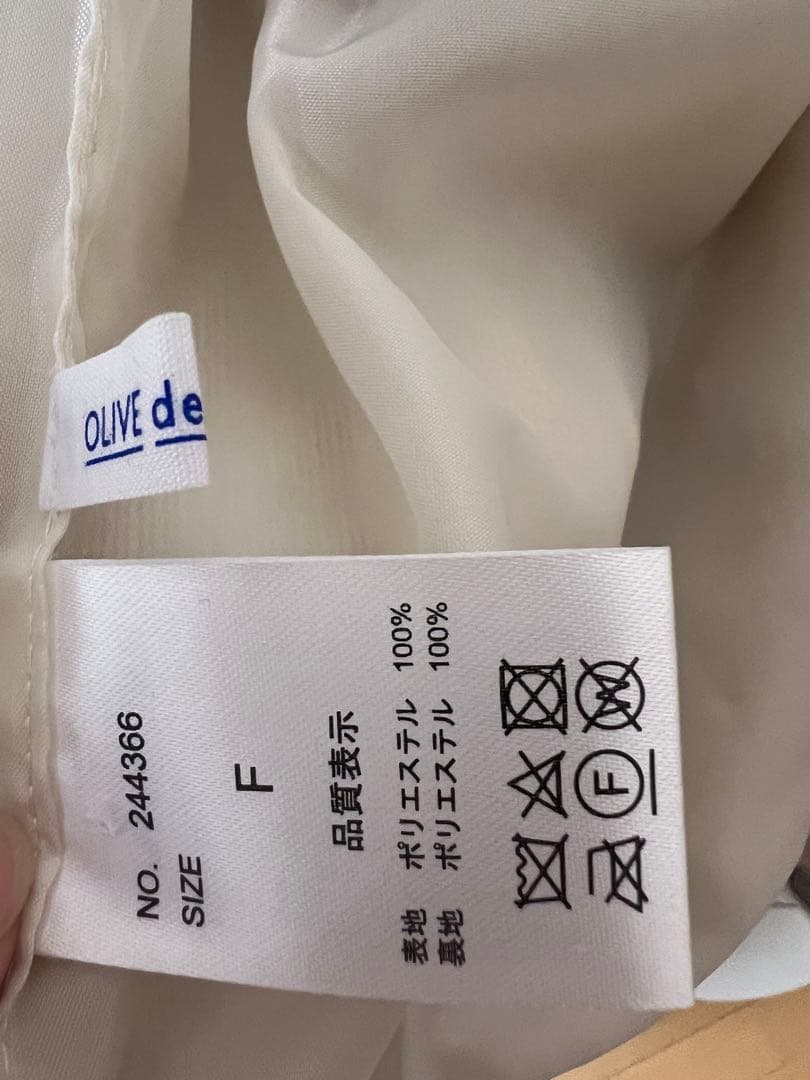 OLIVE de
NO. 244366
SIZE
F
品質表示
表地 ポリエステル 100%
裏地 ポリエステル 100%
F
W